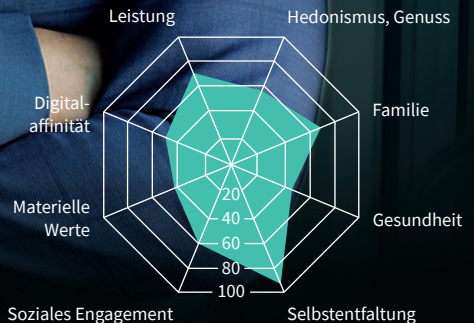 Leistung
Hedonismus, Genuss
Digital-
affinität
Familie
Materielle
Werte
Gesundheit
20
40
60
80
100
Soziales Engagement
Selbstentfaltung